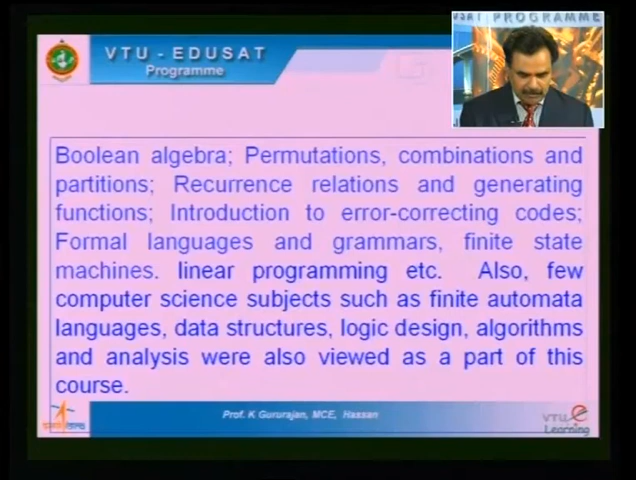 VTU - EDUSAT
Programme
USAT PROGRAMME
Boolean algebra; Permutations, combinations and
partitions; Recurrence relations and generating
functions; Introduction to error-correcting codes;
Formal languages and grammars, finite state
machines. linear programming etc. Also, few
computer science subjects such as finite automata
languages, data structures, logic design, algorithms
and analysis were also viewed as a part of this
course.
Prof. K Gururajan, MCE, Hassan
VTU e
Learning